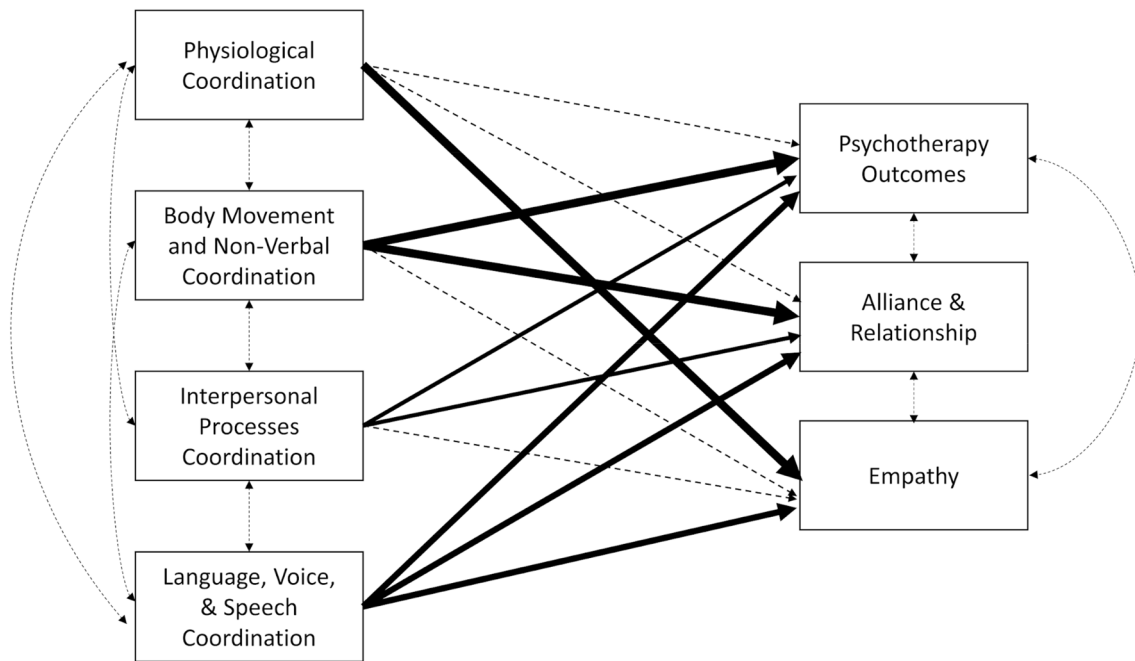 Physiological
Coordination
Body Movement
and Non-Verbal
Coordination
Interpersonal
Processes
Coordination
Language, Voice,
& Speech
Coordination
Psychotherapy
Outcomes
Alliance &
Relationship
Empathy